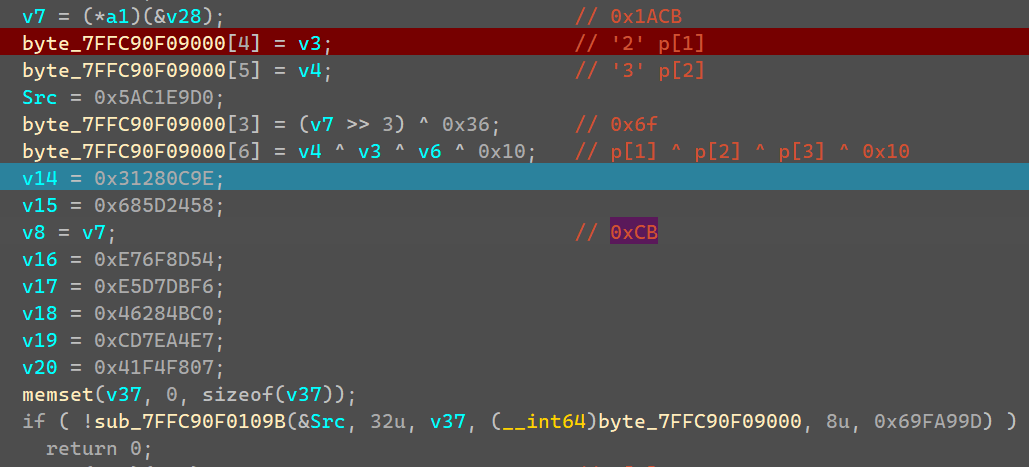 v7 = (*a1)(&v28); // 0x1ACB
byte_7FFC90F09000[4] = v3; // '2' p[1]
byte_7FFC90F09000[5] = v4; // '3' p[2]
Src = 0x5AC1E9D0;
byte_7FFC90F09000[3] = (v7 >> 3) ^ 0x36; // 0x6f
byte_7FFC90F09000[6] = v4 ^ v3 ^ v6 ^ 0x10; // p[1] ^ p[2] ^ p[3] ^ 0x10
v14 = 0x31280C9E;
v15 = 0x685D2458;
v8 = v7; // 0xCB
v16 = 0xE76F8D54;
v17 = 0xE5D7DBF6;
v18 = 0x46284BC0;
v19 = 0xCD7EA4E7;
v20 = 0x41F4F807;
memset(v37, 0, sizeof(v37));
if ( !sub_7FFC90F0109B(&Src, 32u, v37, (__int64)byte_7FFC90F09000, 8u, 0x69FA99D) )
return 0;